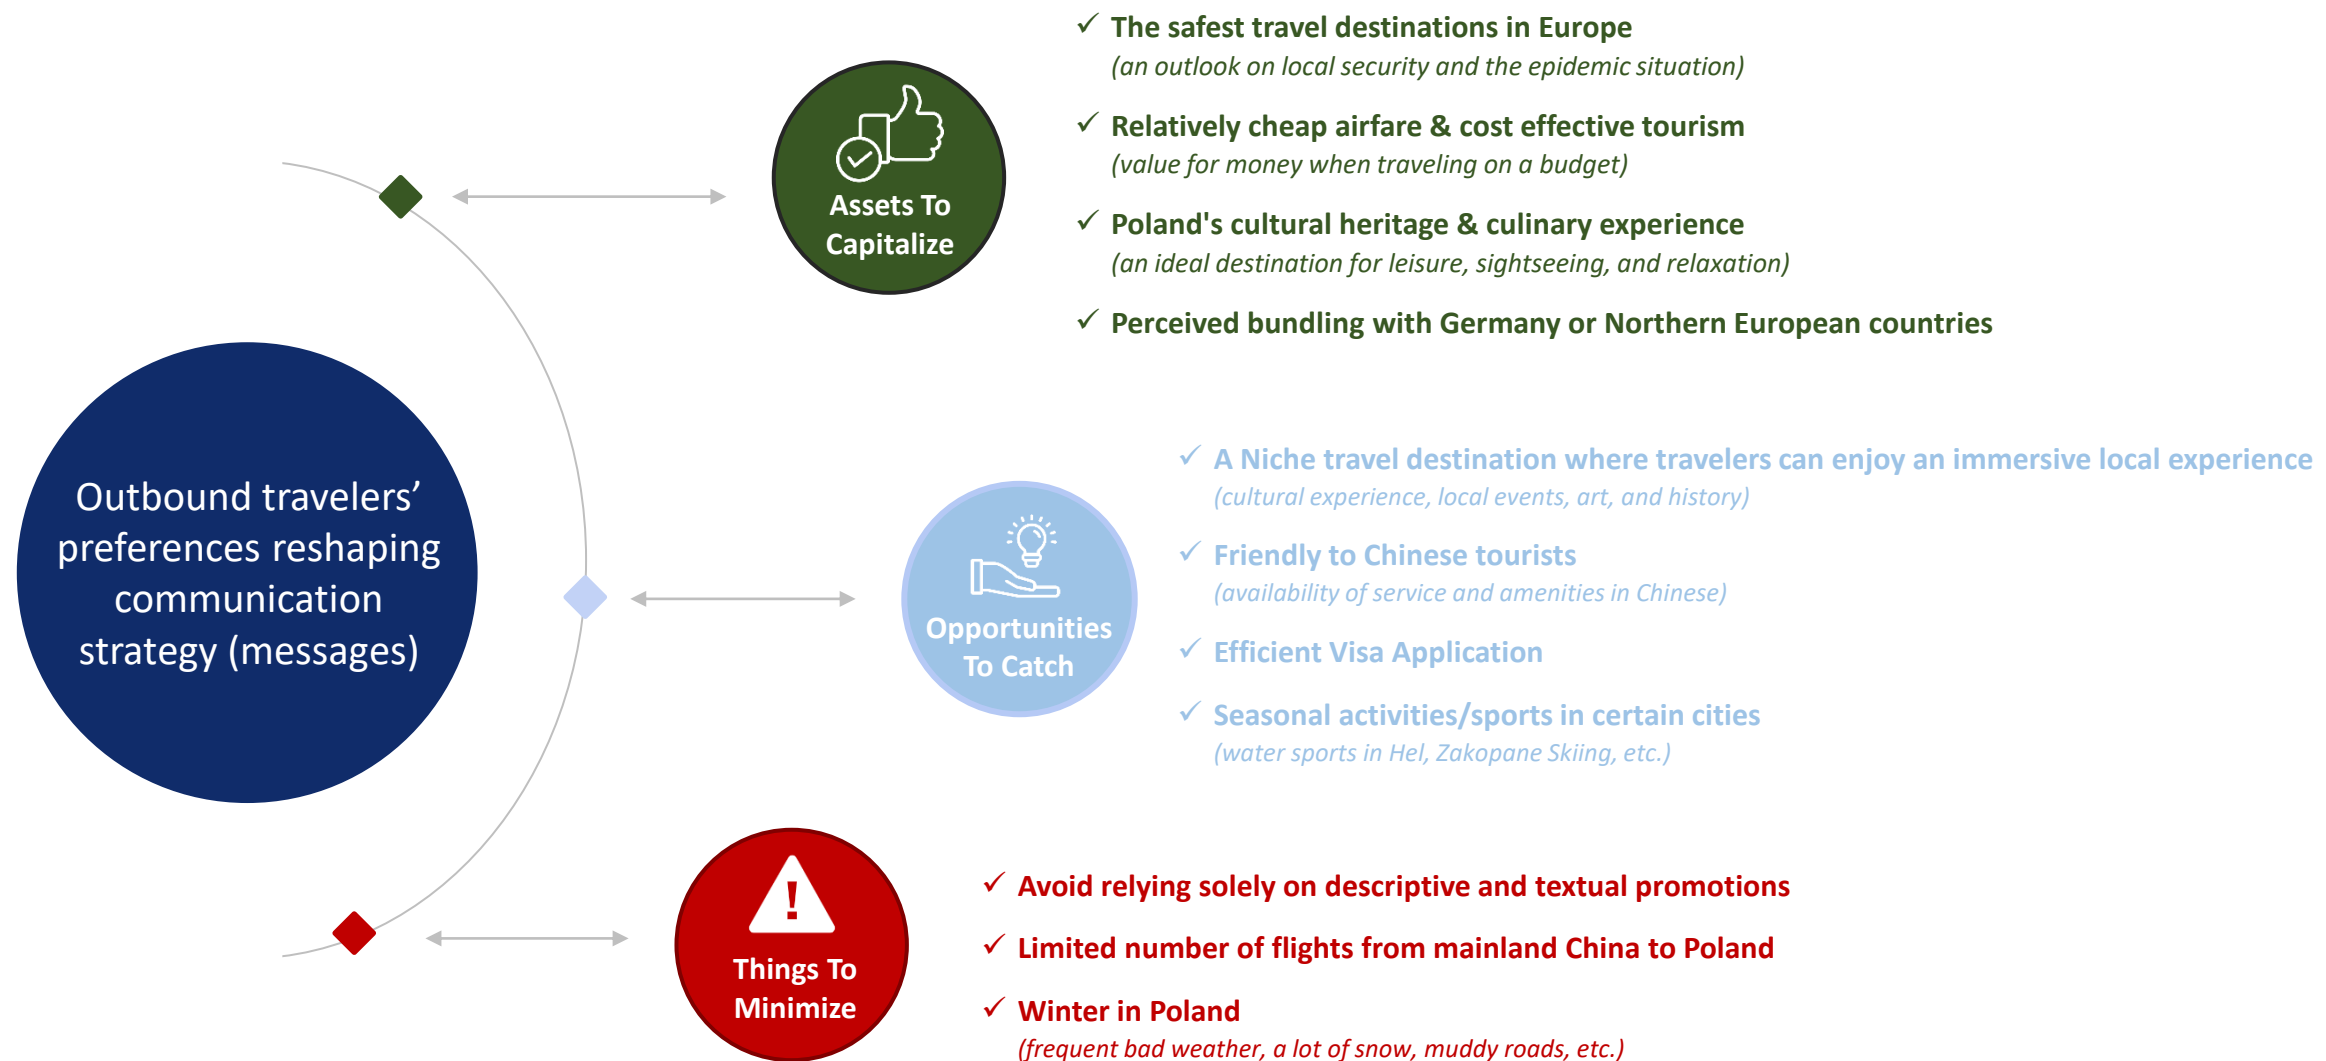 ✓ The safest travel destinations in Europe
(an outlook on local security and the epidemic situation)
✓ Relatively cheap airfare & cost effective tourism
(value for money when traveling on a budget)
✓ Poland's cultural heritage & culinary experience
(an ideal destination for leisure, sightseeing, and relaxation)
✓ Perceived bundling with Germany or Northern European countries
Assets To
Capitalize
Outbound travelers’
preferences reshaping
communication
strategy (messages)
Opportunities
To Catch
✓ A Niche travel destination where travelers can enjoy an immersive local experience
(cultural experience, local events, art, and history)
✓ Friendly to Chinese tourists
(availability of service and amenities in Chinese)
✓ Efficient Visa Application
✓ Seasonal activities/sports in certain cities
(water sports in Hel, Zakopane Skiing, etc.)
Things To
Minimize
✓ Avoid relying solely on descriptive and textual promotions
✓ Limited number of flights from mainland China to Poland
✓ Winter in Poland
(frequent bad weather, a lot of snow, muddy roads, etc.)